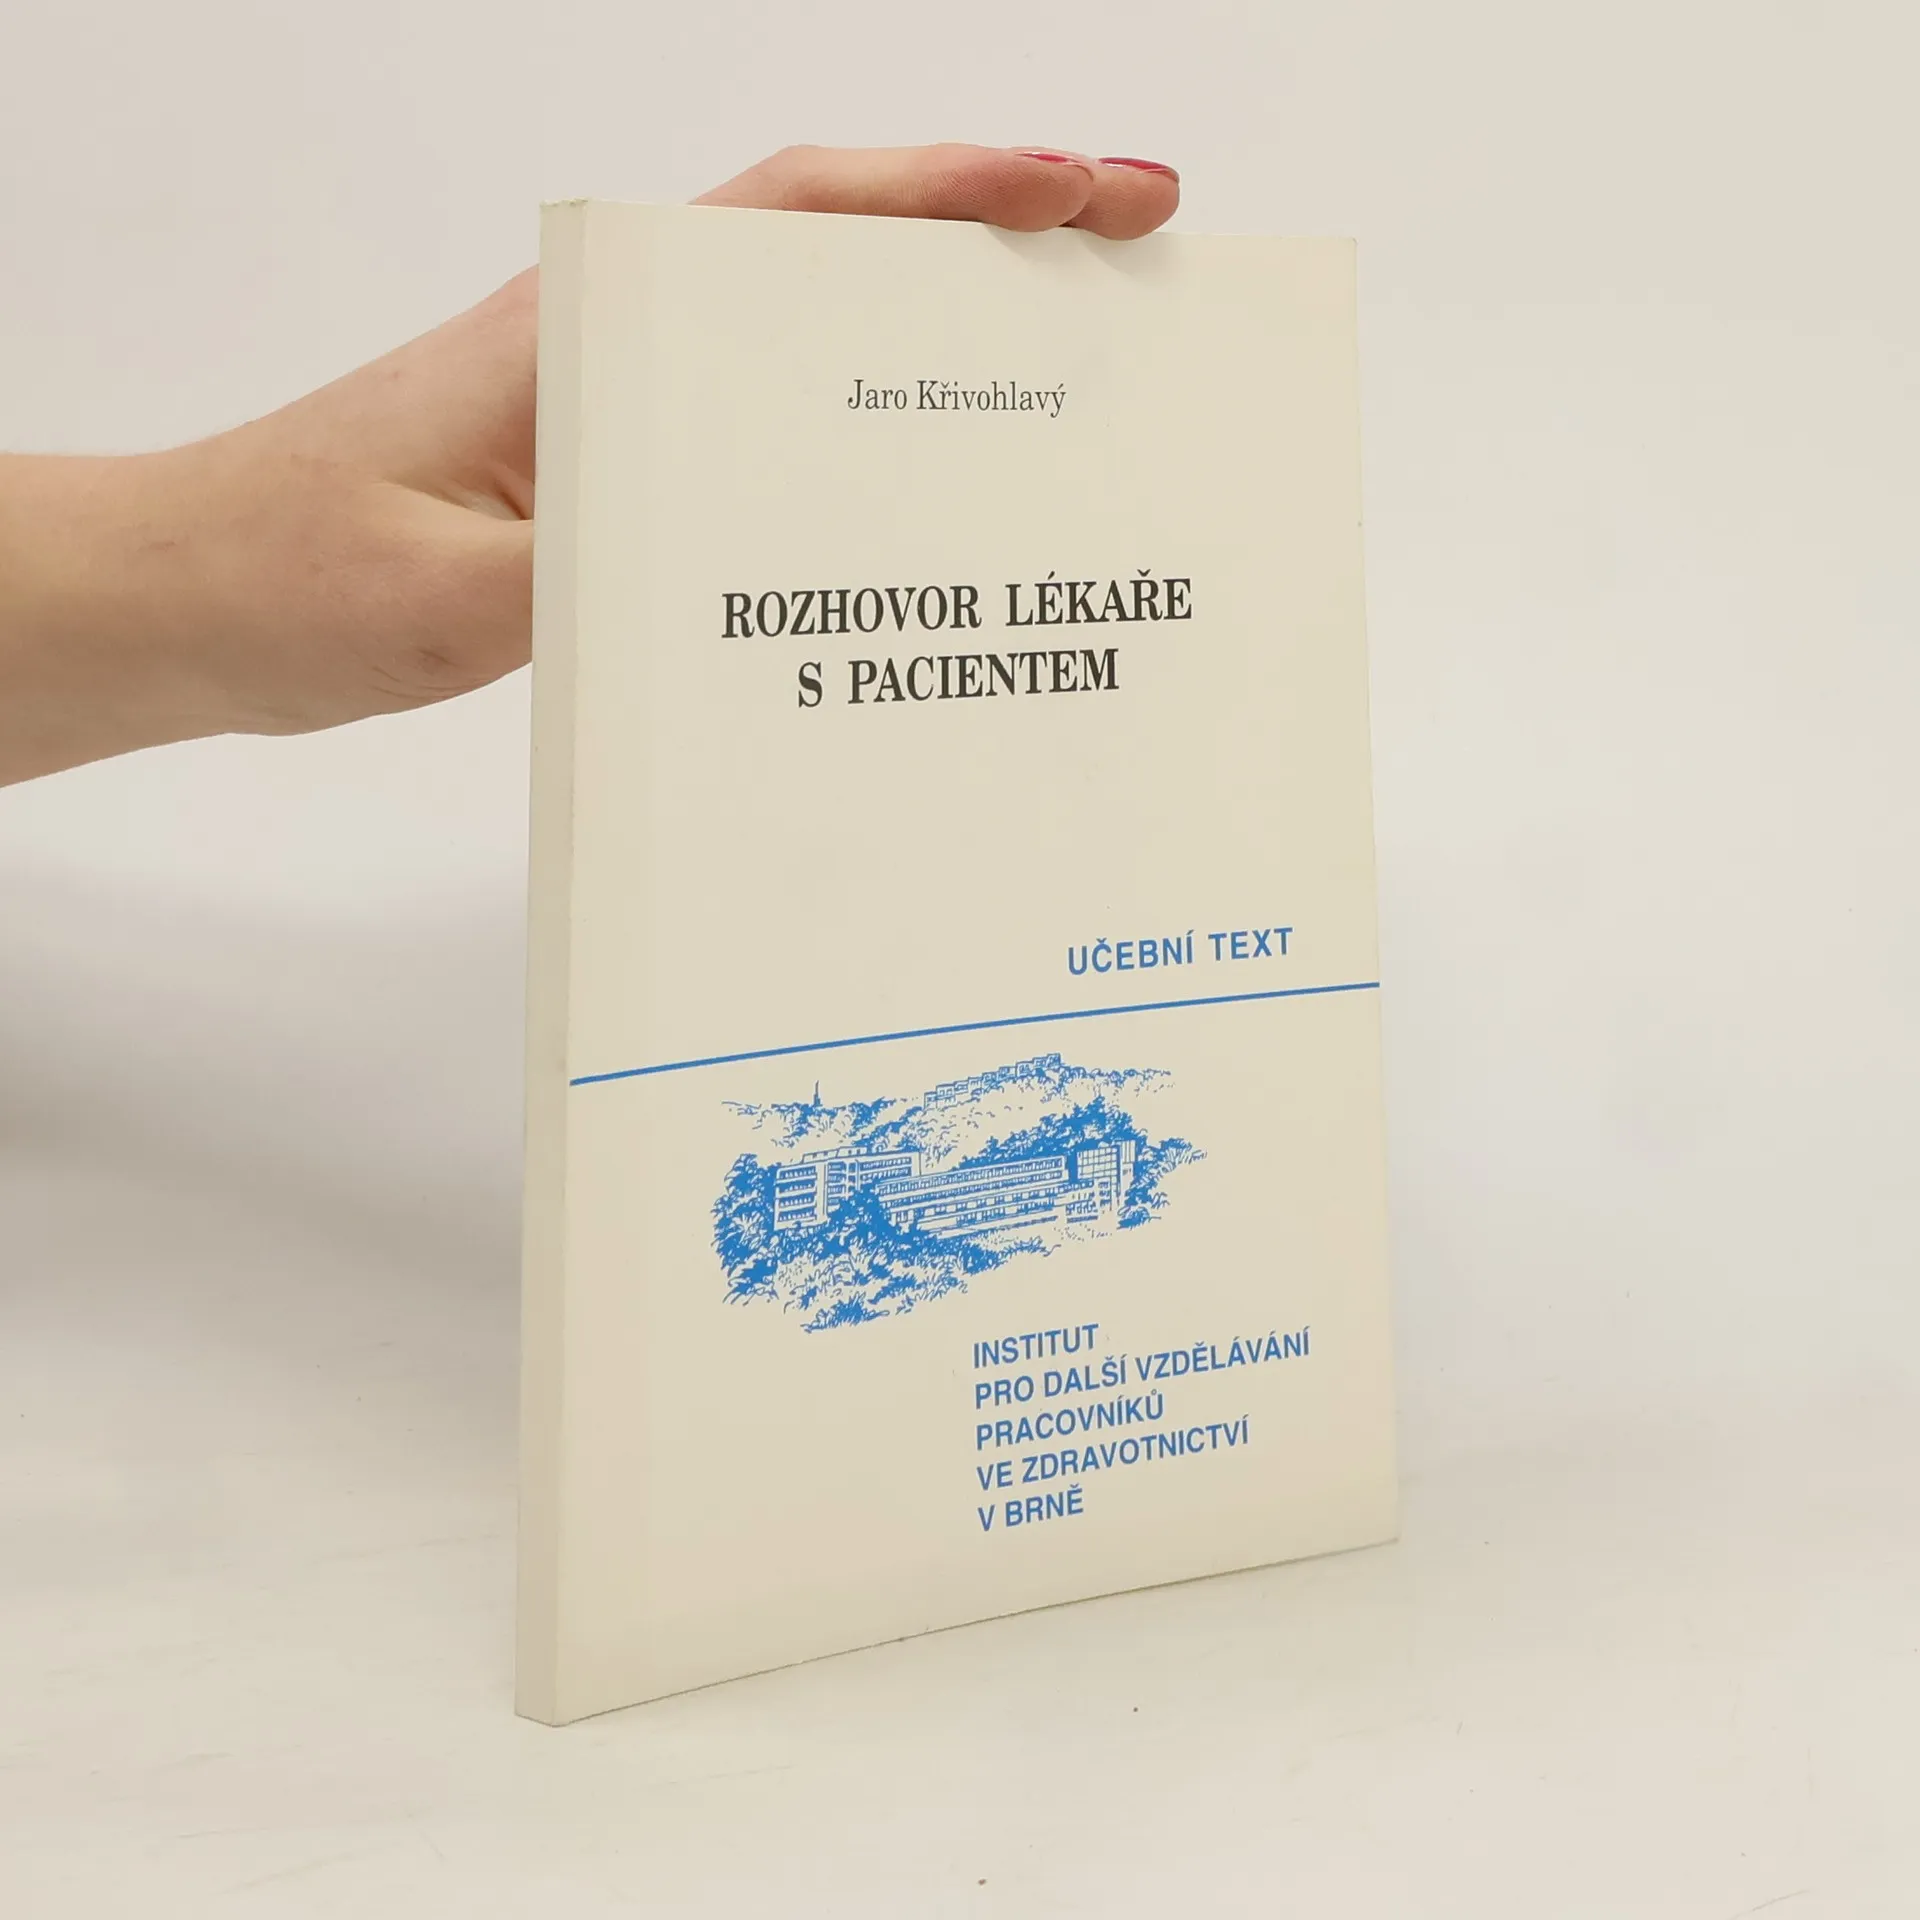 Jaro Křivohlavý
ROZHOVOR LÉKAŘE
S PACIENTEM
UČEBNÍ TEXT
INSTITUT
PRO DALŠÍ VZDĚLÁVÁNÍ
PRACOVNÍKŮ
VE ZDRAVOTNICTVÍ
V BRNĚ